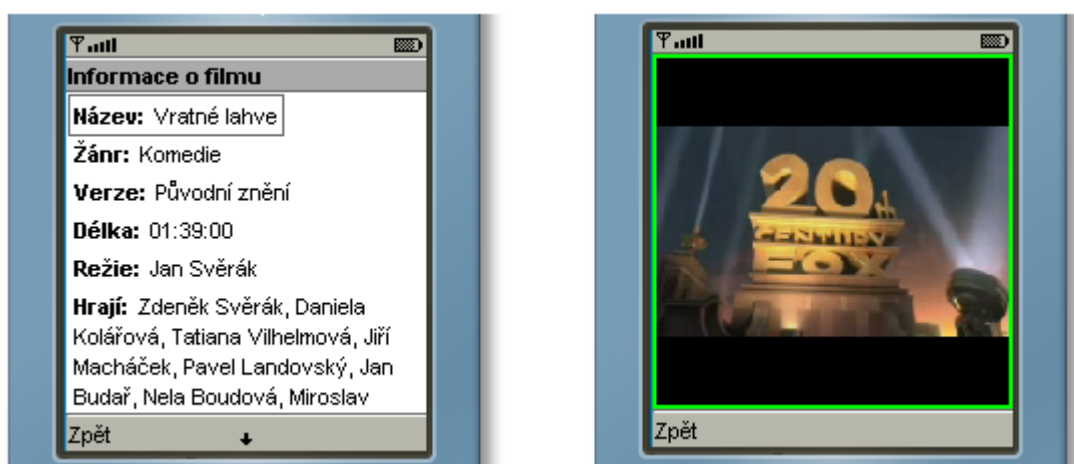 Informace o filmu
Název: Vratné lahve
Žánr: Komedie
Verze: Původní znění
Délka: 01:39:00
Režie: Jan Svěrák
Hrají: Zdeněk Svěrák, Daniela
Kolářová, Tatiana Vilhelmová, Jiří
Macháček, Pavel Landovský, Jan
Budař, Nela Boudová, Miroslav
Zpět
20th
CENTURY
FOX
Zpět